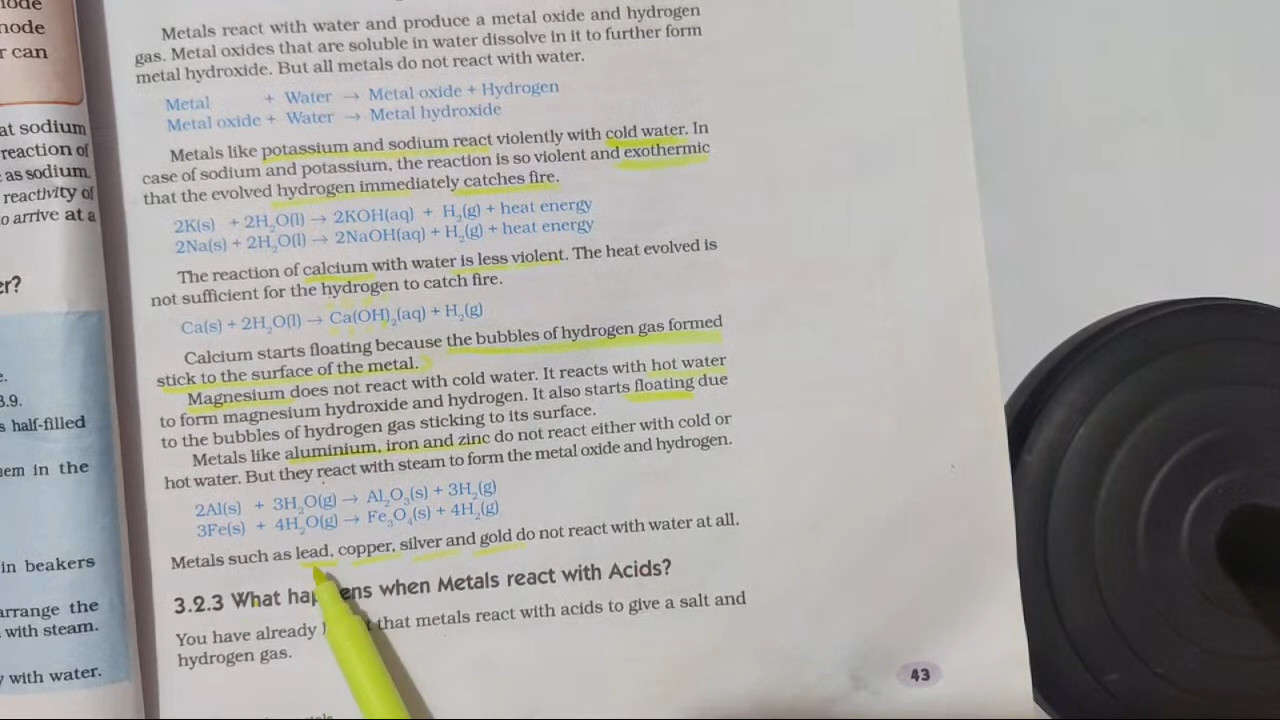 node
r can
at sodium
reaction of
as sodium.
reactivity of
o arrive at a
er?
e.
3.9.
s half-filled
em in the
in beakers
arrange the
with steam.
y with water.
Metals react with water and produce a metal oxide and hydrogen
gas. Metal oxides that are soluble in water dissolve in it to further form
metal hydroxide. But all metals do not react with water.
Metal + Water → Metal oxide + Hydrogen
Metal oxide + Water → Metal hydroxide
Metals like potassium and sodium react violently with cold water. In
case of sodium and potassium, the reaction is so violent and exothermic
that the evolved hydrogen immediately catches fire.
2K(s) + 2H₂O(l) → 2KOH(aq) + H₂(g) + heat energy
2Na(s) + 2H₂O(l) → 2NaOH(aq) + H₂(g) + heat energy
The reaction of calcium with water is less violent. The heat evolved is
not sufficient for the hydrogen to catch fire.
Ca(s) + 2H₂O(l) → Ca(OH)₂(aq) + H₂(g)
Calcium starts floating because the bubbles of hydrogen gas formed
stick to the surface of the metal.
Magnesium does not react with cold water. It reacts with hot water
to form magnesium hydroxide and hydrogen. It also starts floating due
to the bubbles of hydrogen gas sticking to its surface.
Metals like aluminium, iron and zinc do not react either with cold or
hot water. But they react with steam to form the metal oxide and hydrogen.
2Al(s) + 3H₂O(g) → Al₂O₃(s) + 3H₂(g)
3Fe(s) + 4H₂O(g) → Fe₃O₄(s) + 4H₂(g)
Metals such as lead, copper, silver and gold do not react with water at all.
3.2.3 What hap ens when Metals react with Acids?
You have already that metals react with acids to give a salt and
hydrogen gas.
43